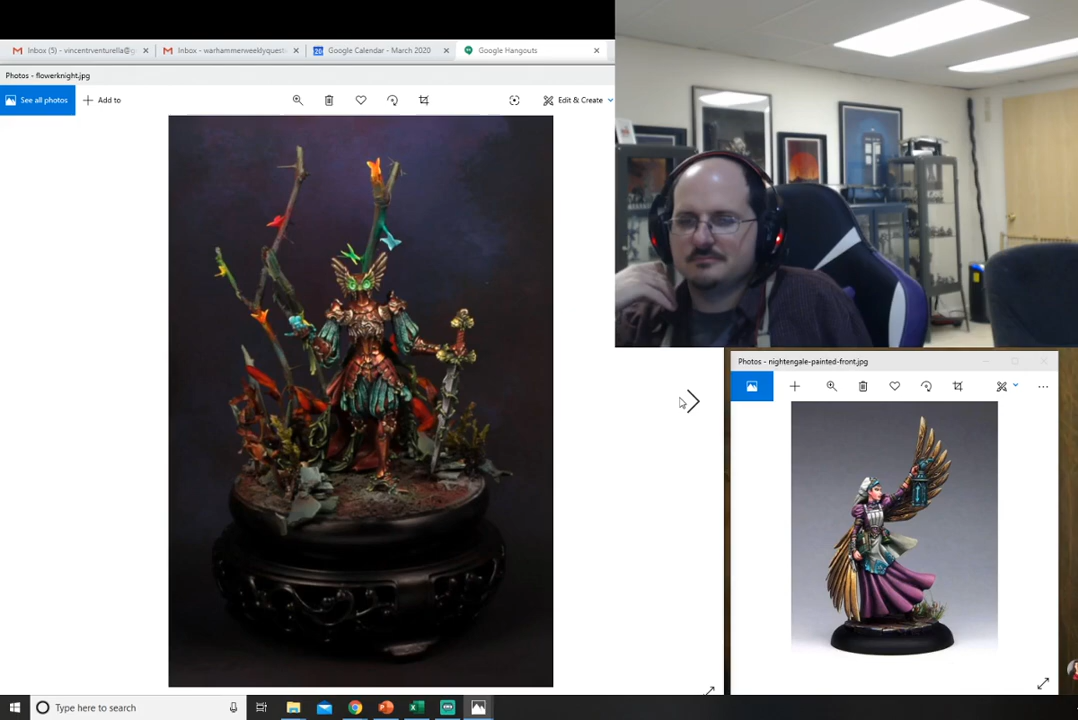 Inbox (5) - vincentrventurella@g
Inbox - warhammerweeklyquest
Google Calendar - March 2020
Google Hangouts
Photos - flowerknight.jpg
See all photos
Add to
Edit & Create
Photos - nightengale-painted-front.jpg
Type here to search